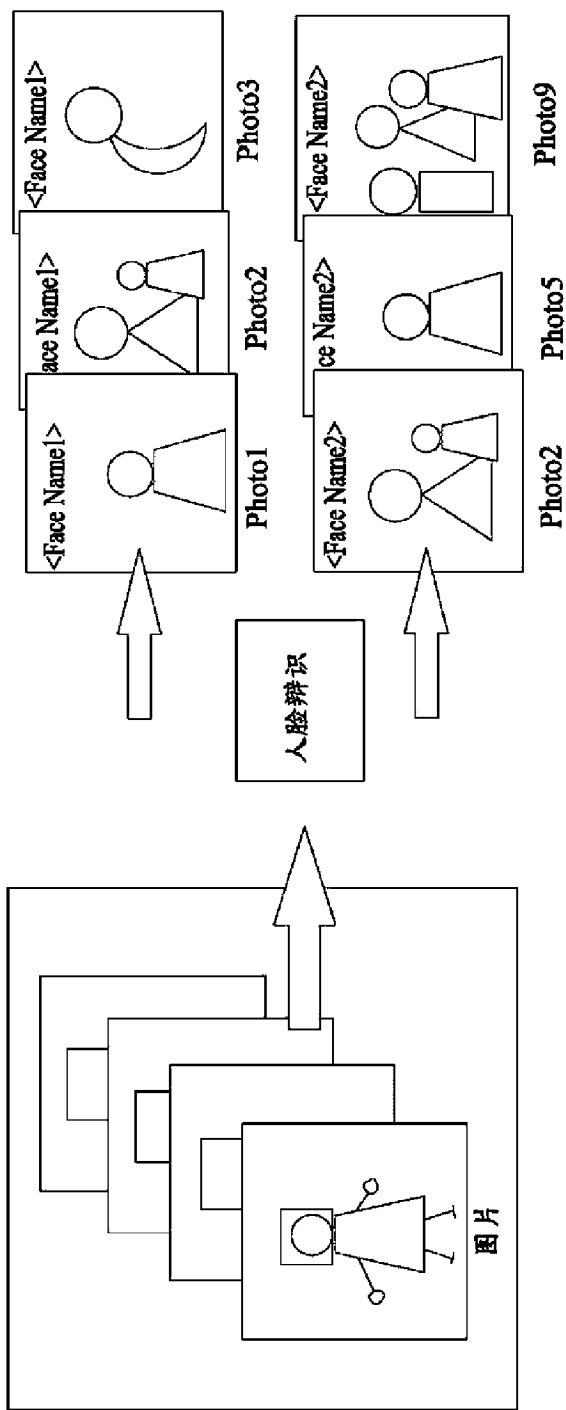 图片
人脸辩识
<Face Name1>
Photo1
ace Name1>
Photo2
<Face Name1>
Photo3
<Face Name2>
Photo2
ce Name2>
Photo5
<Face Name2>
Photo9